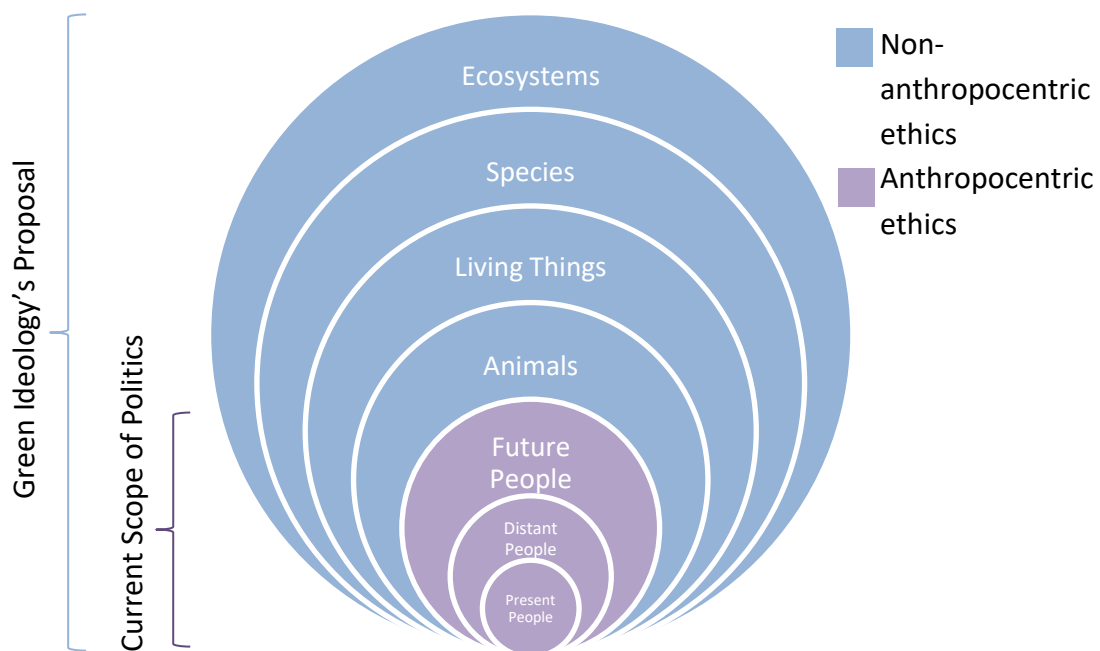 Ecosystems
Species
Living Things
Animals
Future
People
Distant
People
Present
People
Green Ideology’s Proposal
Current Scope of Politics
Non-
anthropocentric
ethics
Anthropocentric
ethics